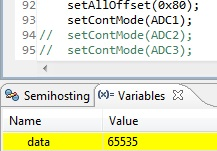 92 setAllOffset(0x80);
93 setContMode(ADC1);
94 // setContMode(ADC2);
95 // setContMode(ADC3);
Semihosting (x)= Variables
Name Value
data 65535